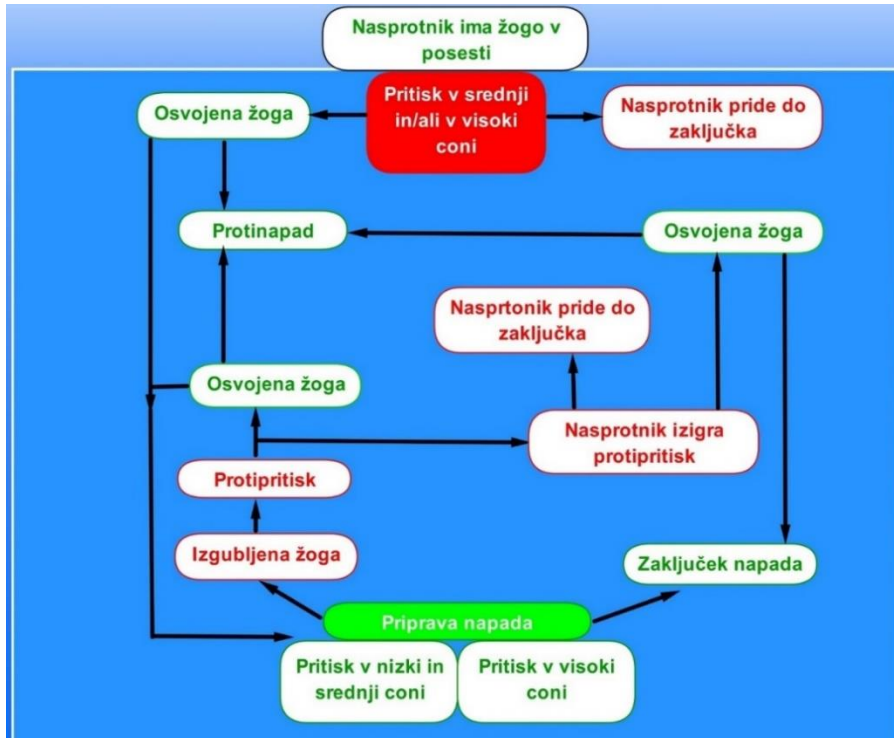 Nasprotnik ima žogo v
posesti
Osvojena žoga
Pritisk v srednji
in/ali v visoki
coni
Nasprotnik pride do
zaključka
Protinapad
Osvojena žoga
Nasprtonik pride do
zaključka
Osvojena žoga
Nasprotnik izigra
protipritisk
Protipritisk
Izgubljena žoga
Zaključek napada
Priprava napada
Pritisk v nizki in
srednji coni
Pritisk v visoki
coni